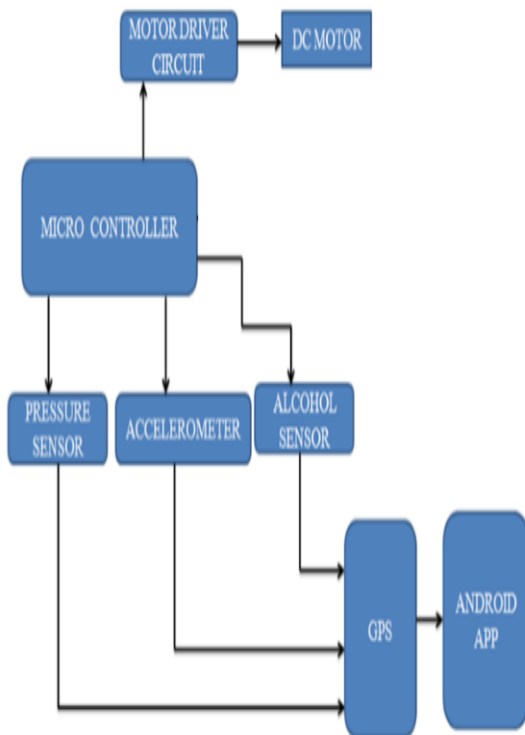 MOTOR DRIVER
CIRCUIT
DC MOTOR
MICRO CONTROLLER
PRESSURE
SENSOR
ACCELEROMETER
ALCOHOL
SENSOR
GPS
ANDROID
APP